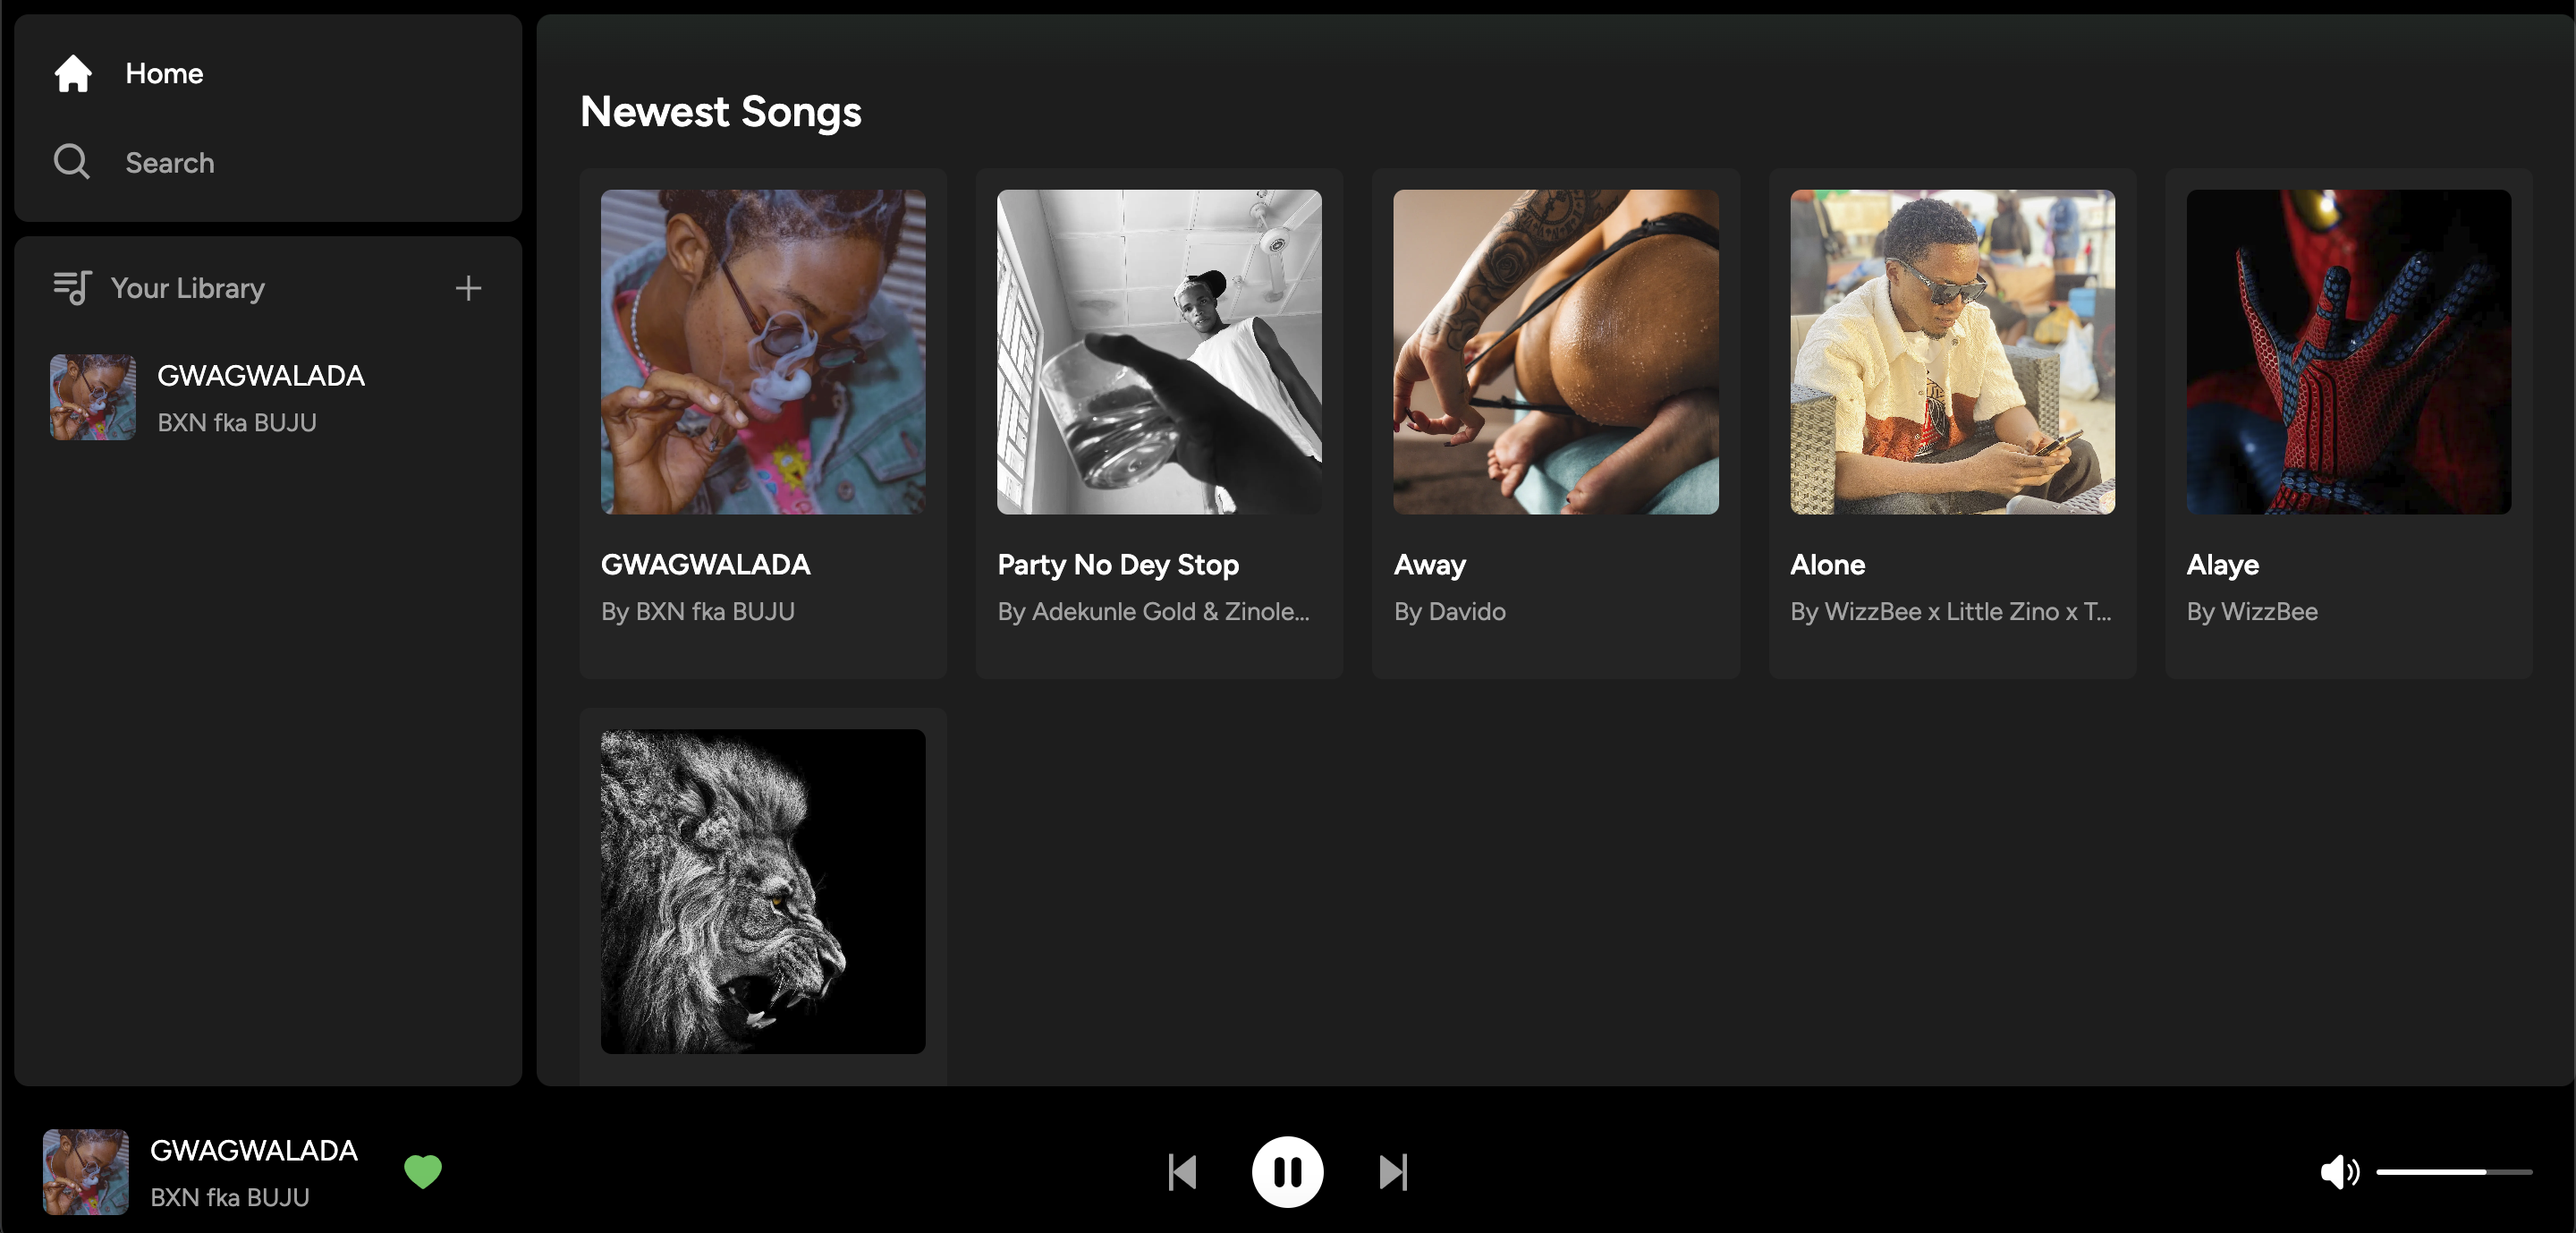 Home
Search
Your Library
GWAGWALADA
BXN fka BUJU
Newest Songs
GWAGWALADA
By BXN fka BUJU
Party No Dey Stop
By Adekunle Gold & Zinole...
Away
By Davido
Alone
By WizzBee x Little Zino x T...
Alaye
By WizzBee
GWAGWALADA
BXN fka BUJU